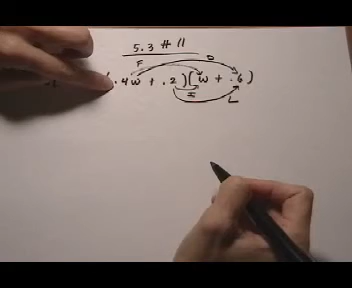 5.3 #11
F O
(.4w + .2)(w + .6)
I L